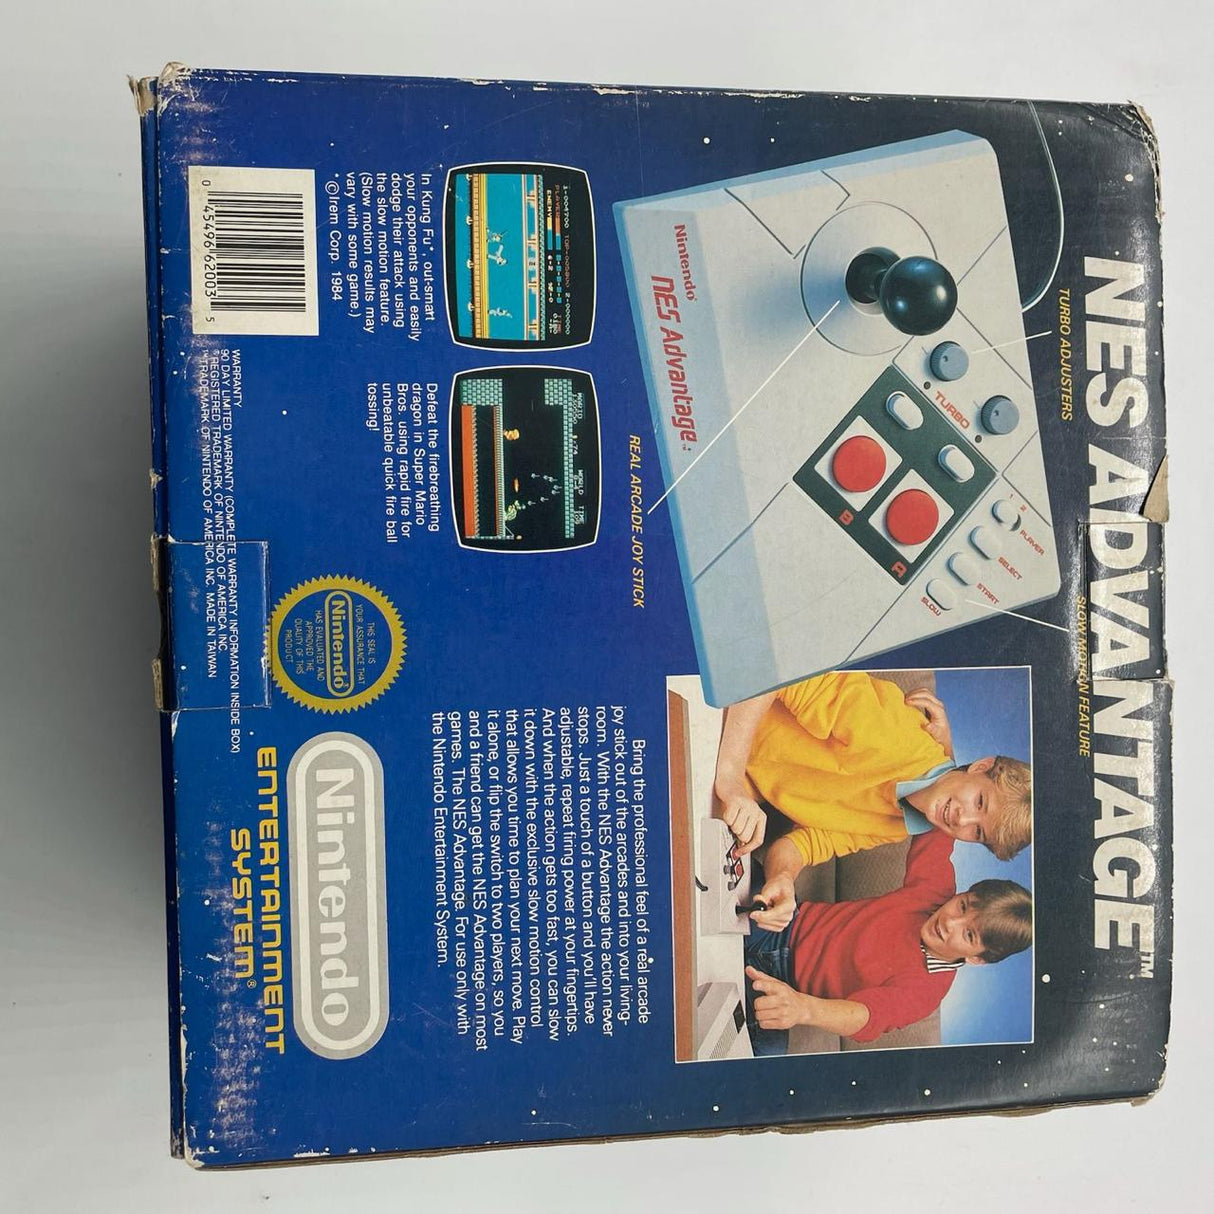 NES ADVANTAGE™
TURBO ADJUSTERS
SLOW MOTION FEATURE
Nintendo®
NES Advantage™
TURBO
1 2
PLAYER
SELECT
START
SLOW
B
A
REAL ARCADE JOY STICK
Bring the professional feel of a real arcade
joy stick out of the arcades and into your living-
room. With the NES Advantage the action never
stops. Just a touch of a button and you'll have
adjustable, repeat firing power at your fingertips.
And when the action gets too fast, you can slow
it down with the exclusive slow motion control
that allows you time to plan your next move. Play
it alone, or flip the switch to two players, so you
and a friend can get the NES Advantage on most
games. The NES Advantage. For use only with
the Nintendo Entertainment System.
PLAYER
ENEMY
MARIO
WORLD
TIME
In Kung Fu*, out-smart
your opponents and easily
dodge their attack using
the slow motion feature.
(Slow motion results may
vary with some game.)
*©Irem Corp. 1984
Defeat the firebreathing
dragon in Super Mario
Bros. using rapid fire for
unbeatable quick fire ball
tossing!
THIS SEAL IS
YOUR ASSURANCE THAT
Nintendo®
HAS EVALUATED AND
APPROVED THE
QUALITY OF THIS
PRODUCT
Nintendo
ENTERTAINMENT
SYSTEM®
0 45496 62003 5
WARRANTY
90 DAY LIMITED WARRANTY (COMPLETE WARRANTY INFORMATION INSIDE BOX)
®REGISTERED TRADEMARK OF NINTENDO OF AMERICA INC.
™TRADEMARK OF NINTENDO OF AMERICA INC. MADE IN TAIWAN